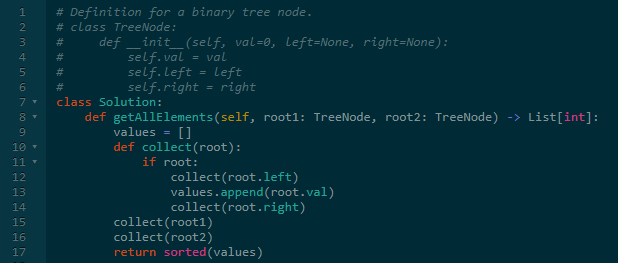 1 # Definition for a binary tree node.
2 # class TreeNode:
3 #     def __init__(self, val=0, left=None, right=None):
4 #         self.val = val
5 #         self.left = left
6 #         self.right = right
7 class Solution:
8     def getAllElements(self, root1: TreeNode, root2: TreeNode) -> List[int]:
9         values = []
10         def collect(root):
11             if root:
12                 collect(root.left)
13                 values.append(root.val)
14                 collect(root.right)
15         collect(root1)
16         collect(root2)
17         return sorted(values)